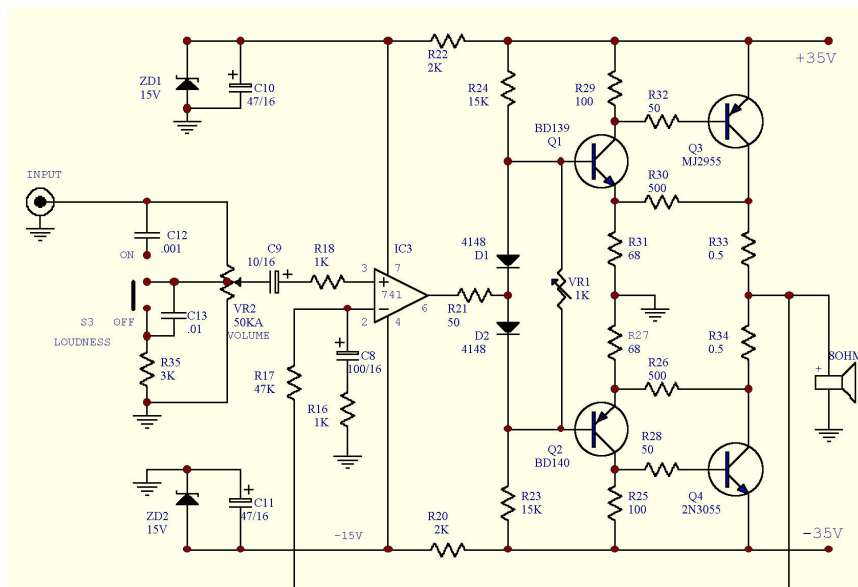 +35V
R22
2K
ZD1
15V
C10
47/16
R24
15K
R29
100
R32
50
BD139
Q1
Q3
MJ2955
INPUT
C12
.001
ON
C9
10/16
R18
1K
IC3
3
7
741
6
2
4
R30
500
4148
D1
R31
68
R33
0.5
VR1
1K
R21
50
S3
OFF
LOUDNESS
C13
.01
VR2
50KA
VOLUME
D2
4148
R27
68
R34
0.5
8OHM
+
R35
3K
R17
47K
C8
100/16
R16
1K
R26
500
Q2
BD140
R28
50
Q4
2N3055
R25
100
R23
15K
C11
47/16
ZD2
15V
-15V
R20
2K
-35V